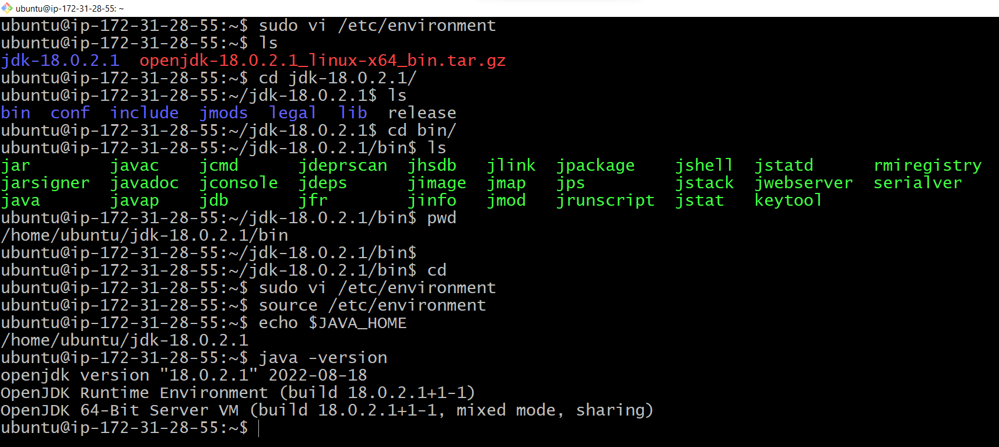 ubuntu@ip-172-31-28-55: ~
ubuntu@ip-172-31-28-55:~$ sudo vi /etc/environment
ubuntu@ip-172-31-28-55:~$ ls
jdk-18.0.2.1  openjdk-18.0.2.1_linux-x64_bin.tar.gz
ubuntu@ip-172-31-28-55:~$ cd jdk-18.0.2.1/
ubuntu@ip-172-31-28-55:~/jdk-18.0.2.1$ ls
bin  conf  include  jmods  legal  lib  release
ubuntu@ip-172-31-28-55:~/jdk-18.0.2.1$ cd bin/
ubuntu@ip-172-31-28-55:~/jdk-18.0.2.1/bin$ ls
jar        javac    jcmd      jdeprscan  jhsdb   jlink  jpackage    jshell  jstatd      rmiregistry
jarsigner  javadoc  jconsole  jdeps      jimage  jmap   jps         jstack  jwebserver  serialver
java       javap    jdb       jfr        jinfo   jmod   jrunscript  jstat   keytool
ubuntu@ip-172-31-28-55:~/jdk-18.0.2.1/bin$ pwd
/home/ubuntu/jdk-18.0.2.1/bin
ubuntu@ip-172-31-28-55:~/jdk-18.0.2.1/bin$
ubuntu@ip-172-31-28-55:~/jdk-18.0.2.1/bin$ cd
ubuntu@ip-172-31-28-55:~$ sudo vi /etc/environment
ubuntu@ip-172-31-28-55:~$ source /etc/environment
ubuntu@ip-172-31-28-55:~$ echo $JAVA_HOME
/home/ubuntu/jdk-18.0.2.1
ubuntu@ip-172-31-28-55:~$ java -version
openjdk version "18.0.2.1" 2022-08-18
OpenJDK Runtime Environment (build 18.0.2.1+1-1)
OpenJDK 64-Bit Server VM (build 18.0.2.1+1-1, mixed mode, sharing)
ubuntu@ip-172-31-28-55:~$